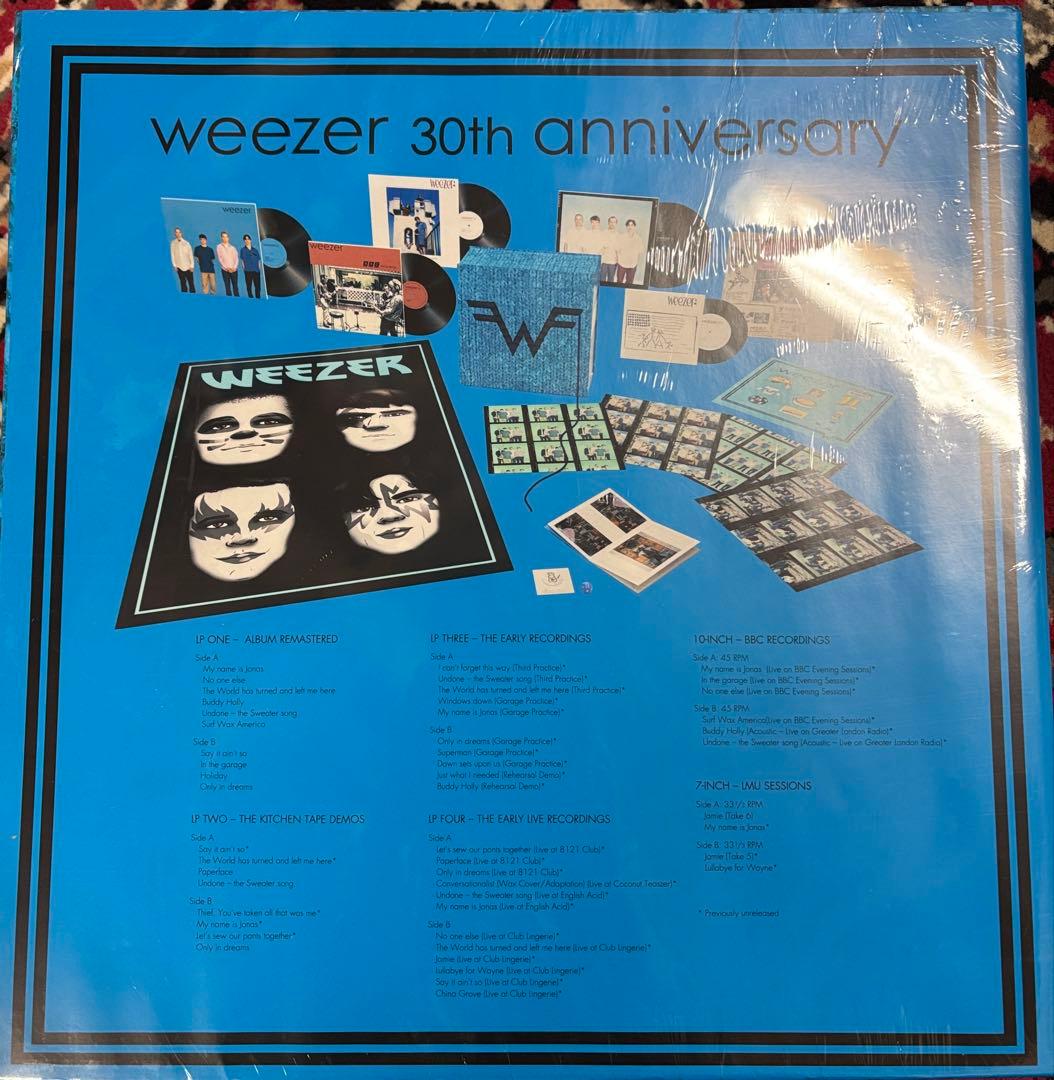 weezer 30th anniversary
weezer
weezer
weezer
weezer
WEEZER
LP ONE – ALBUM REMASTERED
Side A
My name is Jonas
No one else
The World has turned and left me here
Buddy Holly
Undone – the Sweater song
Surf Wax America
Side B
Say it ain't so
In the garage
Holiday
Only in dreams
LP TWO – THE KITCHEN TAPE DEMOS
Side A
Say it ain't so*
The World has turned and left me here*
Paperface
Undone – the Sweater song
Side B
Thief, You've taken all that was me*
My name is Jonas*
Let's sew our pants together*
Only in dreams
LP THREE – THE EARLY RECORDINGS
Side A
I can't forget this way (Third Practice)*
Undone – the Sweater song (Third Practice)*
The World has turned and left me here (Third Practice)*
Windows down (Garage Practice)*
My name is Jonas (Garage Practice)*
Side B
Only in dreams (Garage Practice)*
Superman (Garage Practice)*
Dawn sets upon us (Garage Practice)*
Just what I needed (Rehearsal Demo)*
Buddy Holly (Rehearsal Demo)*
LP FOUR – THE EARLY LIVE RECORDINGS
Side A
Let's sew our pants together (Live at 8121 Club)*
Paperface (Live at 8121 Club)*
Only in dreams (Live at 8121 Club)*
Conversationalist (Wax Cover/Adaptation) (Live at Coconut Teaszer)*
Undone – the Sweater song (Live at English Acid)*
My name is Jonas (Live at English Acid)*
Side B
No one else (Live at Club Lingerie)*
The World has turned and left me here (Live at Club Lingerie)*
Jamie (Live at Club Lingerie)*
Lullabye for Wayne (Live at Club Lingerie)*
Say it ain't so (Live at Club Lingerie)*
China Grove (Live at Club Lingerie)*
10-INCH – BBC RECORDINGS
Side A: 45 RPM
My name is Jonas (Live on BBC Evening Sessions)*
In the garage (Live on BBC Evening Sessions)*
No one else (Live on BBC Evening Sessions)*
Side B: 45 RPM
Surf Wax America(Live on BBC Evening Sessions)*
Buddy Holly (Acoustic – Live on Greater London Radio)*
Undone – the Sweater song (Acoustic – Live on Greater London Radio)*
7-INCH – LMU SESSIONS
Side A: 33 1/3 RPM
Jamie (Take 6)
My name is Jonas*
Side B: 33 1/3 RPM
Jamie (Take 5)*
Lullabye for Wayne*
* Previously unreleased